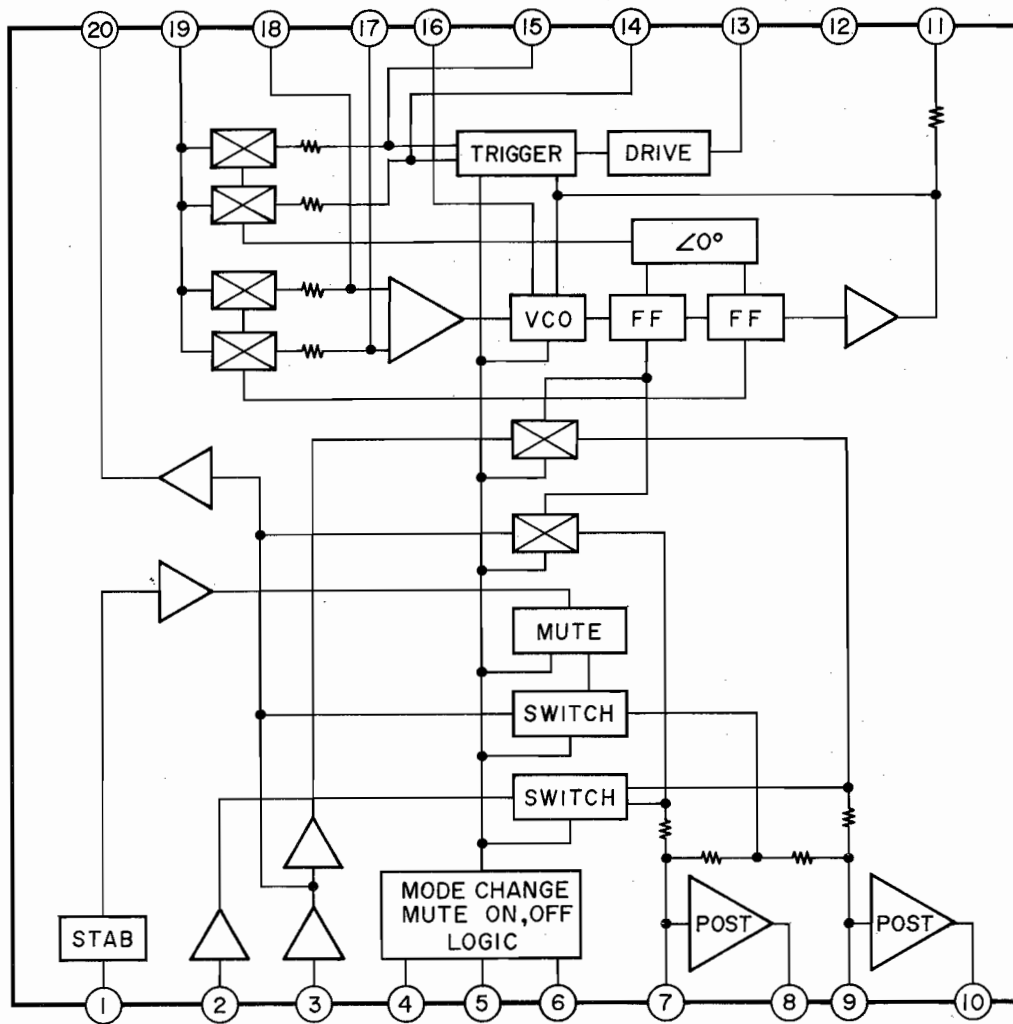 20 19 18 17 16 15 14 13 12 11
TRIGGER DRIVE
∠0°
VCO FF FF
MUTE
SWITCH
SWITCH
MODE CHANGE
MUTE ON,OFF
LOGIC
STAB
POST POST
1 2 3 4 5 6 7 8 9 10